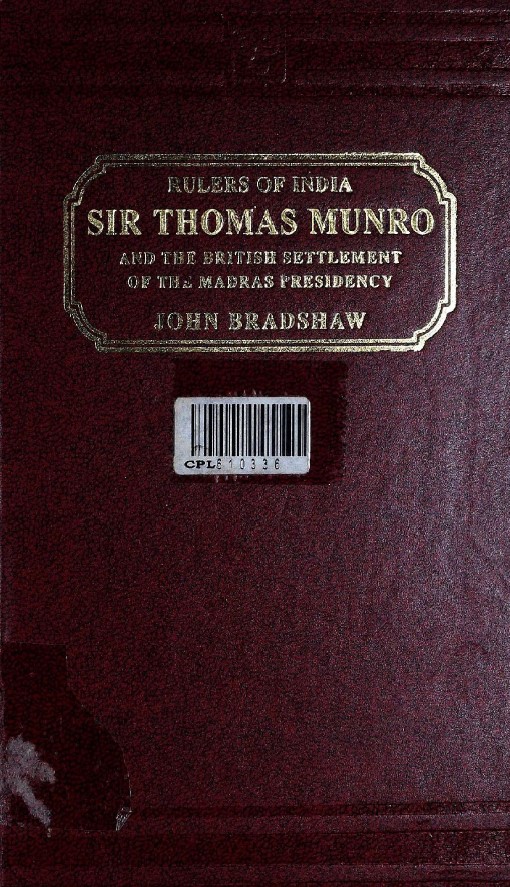 RULERS OF INDIA
SIR THOMAS MUNRO
AND THE BRITISH SETTLEMENT
OF THE MADRAS PRESIDENCY
JOHN BRADSHAW
CPL610336